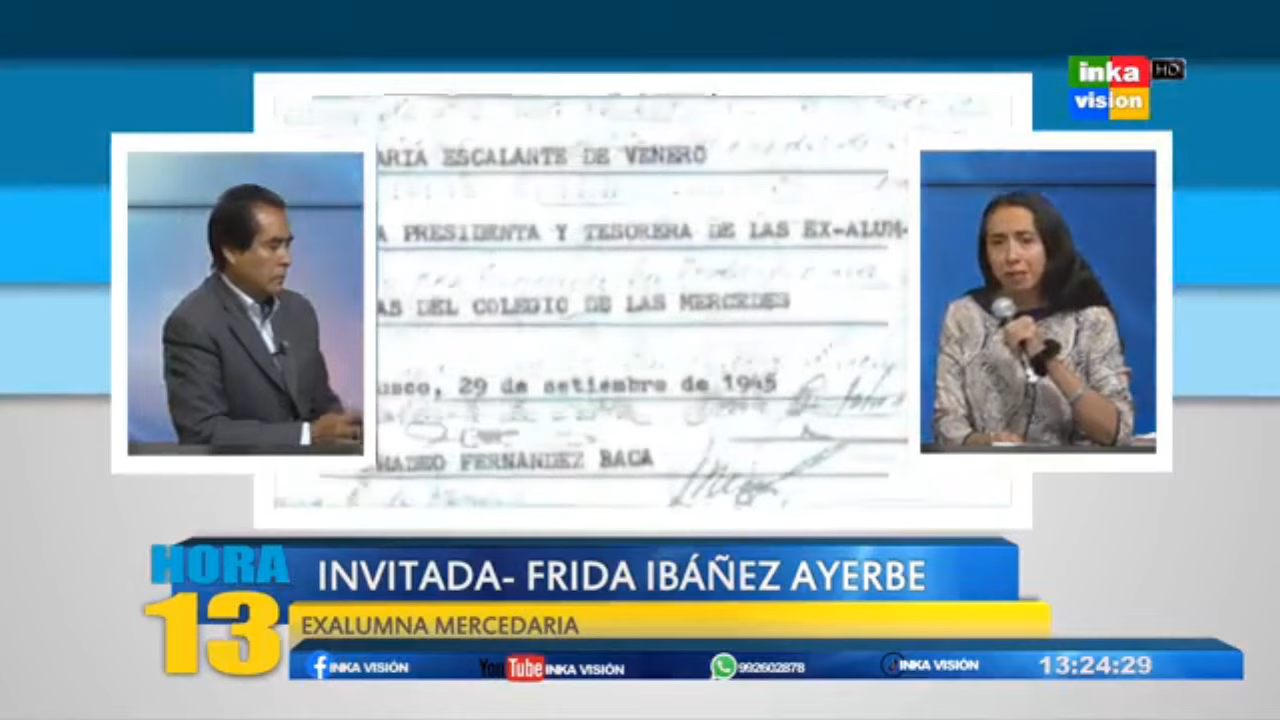 inka HD
vision
ARIA ESCALANTE DE VENERO
A PRESIDENTA Y TESORERA DE LAS EX-ALUM-
AS DEL COLEGIO DE LAS MERCEDES
usco, 29 de setiembre de 1945
MADEO FERNANDEZ BACA
HORA
13
INVITADA- FRIDA IBÁÑEZ AYERBE
EXALUMNA MERCEDARIA
INKA VISIÓN
You Tube INKA VISIÓN
992602878
INKA VISIÓN
13:24:29